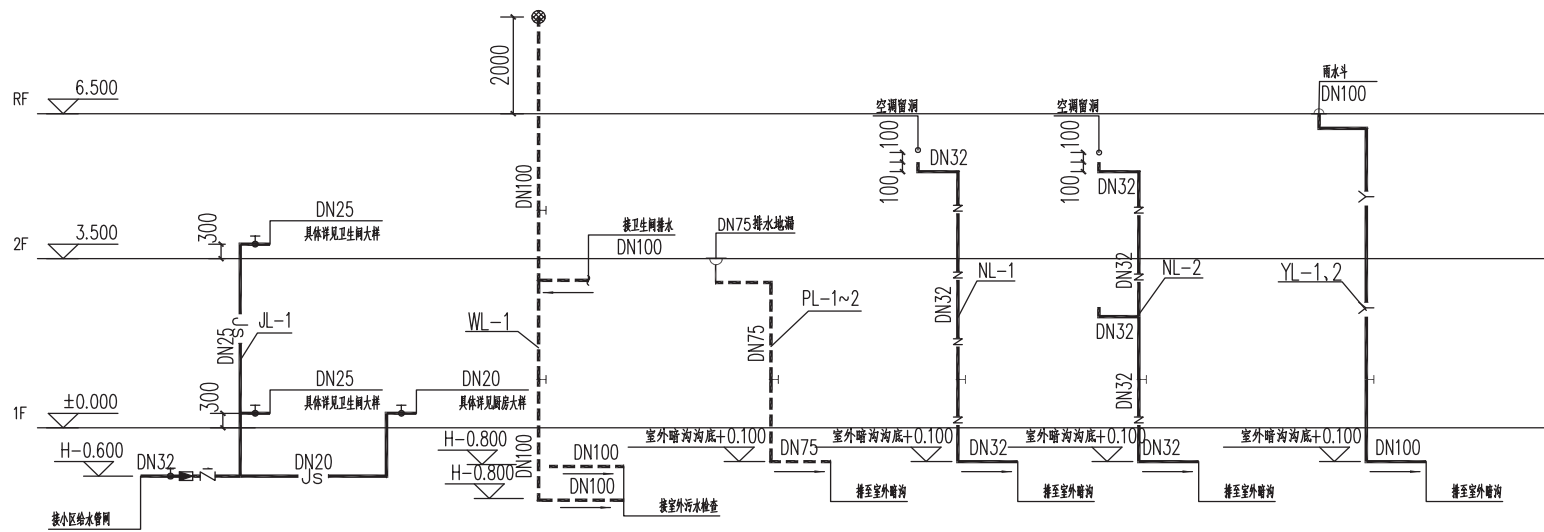 RF
6.500
2000
雨水斗
DN100
空调留洞
100
100
DN32
空调留洞
100
100
DN32
DN100
2F
3.500
300
DN25
具体详见卫生间大样
接卫生间排水
DN100
DN75排水地漏
JL-1
DN25
JS
WL-1
PL-1~2
DN75
NL-1
DN32
NL-2
DN32
DN32
DN32
YL-1、2
Y
Y
1F
±0.000
300
DN25
具体详见卫生间大样
DN20
具体详见厨房大样
H-0.600
DN32
DN20
JS
接小区给水管网
H-0.800
H-0.800
DN100
DN100
DN100
接室外污水检查
室外暗沟沟底+0.100
DN75
排至室外暗沟
室外暗沟沟底+0.100
DN32
排至室外暗沟
室外暗沟沟底+0.100
DN32
排至室外暗沟
室外暗沟沟底+0.100
DN100
排至室外暗沟